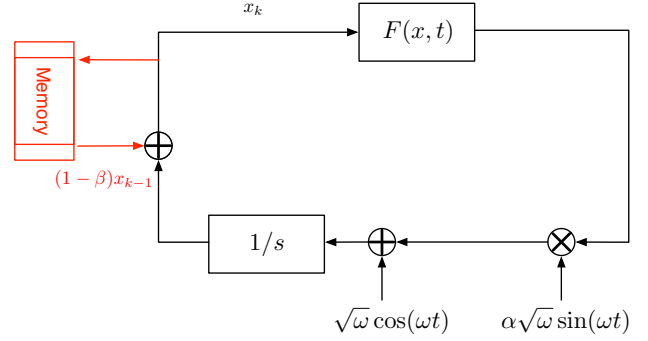 x_k
F(x, t)
Memory
(1 − β)x_{k−1}
1/s
√ω cos(ωt)
α√ω sin(ωt)